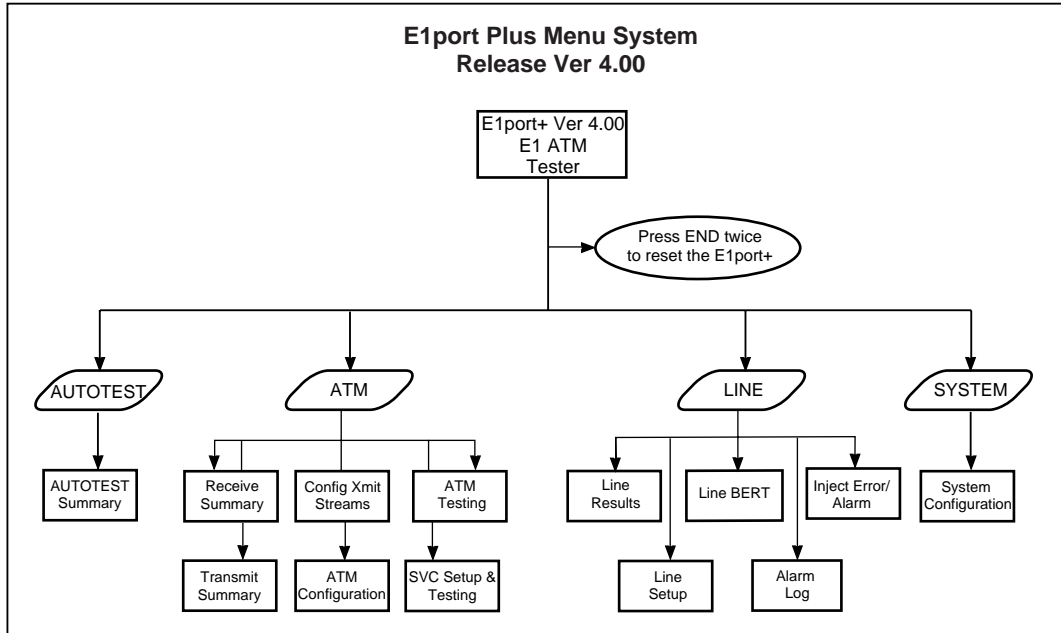 E1port Plus Menu System
Release Ver 4.00
E1port+ Ver 4.00
E1 ATM
Tester
Press END twice
to reset the E1port+
AUTOTEST
ATM
LINE
SYSTEM
AUTOTEST
Summary
Receive
Summary
Config Xmit
Streams
ATM
Testing
Line
Results
Line BERT
Inject Error/
Alarm
System
Configuration
Transmit
Summary
ATM
Configuration
SVC Setup &
Testing
Line
Setup
Alarm
Log